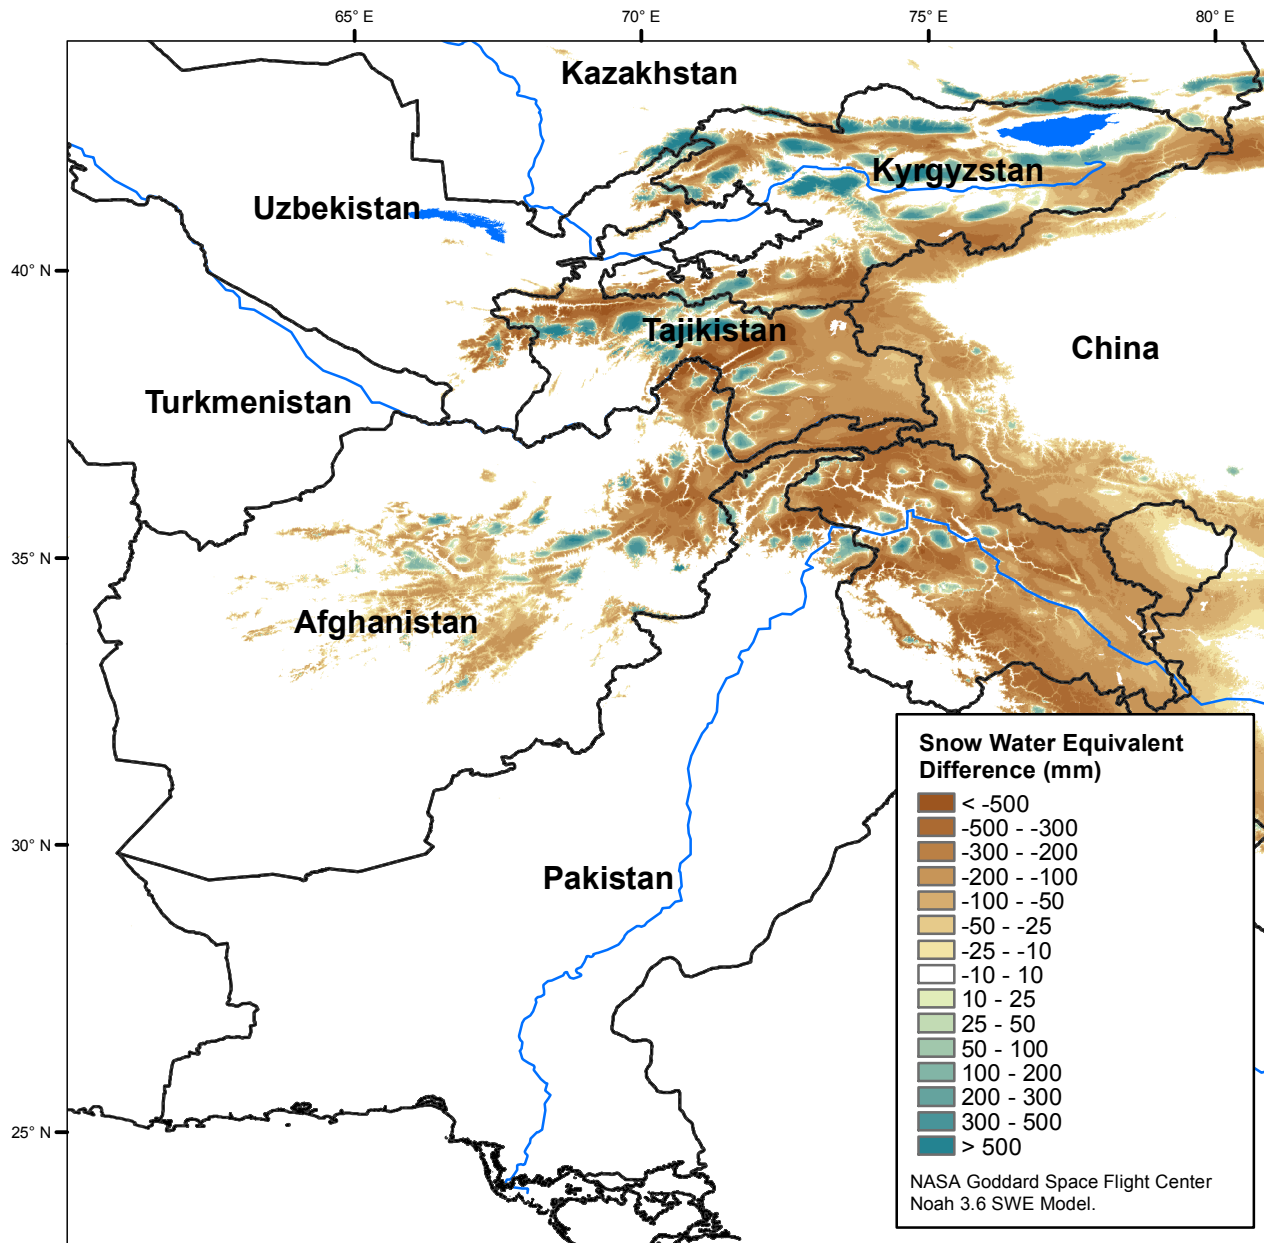 65° E
70° E
75° E
80° E
Kazakhstan
Kyrgyzstan
Uzbekistan
40° N
Tajikistan
China
Turkmenistan
35° N
Afghanistan
30° N
Pakistan
25° N
Snow Water Equivalent
Difference (mm)
< -500
-500 - -300
-300 - -200
-200 - -100
-100 - -50
-50 - -25
-25 - -10
-10 - 10
10 - 25
25 - 50
50 - 100
100 - 200
200 - 300
300 - 500
> 500
NASA Goddard Space Flight Center
Noah 3.6 SWE Model.